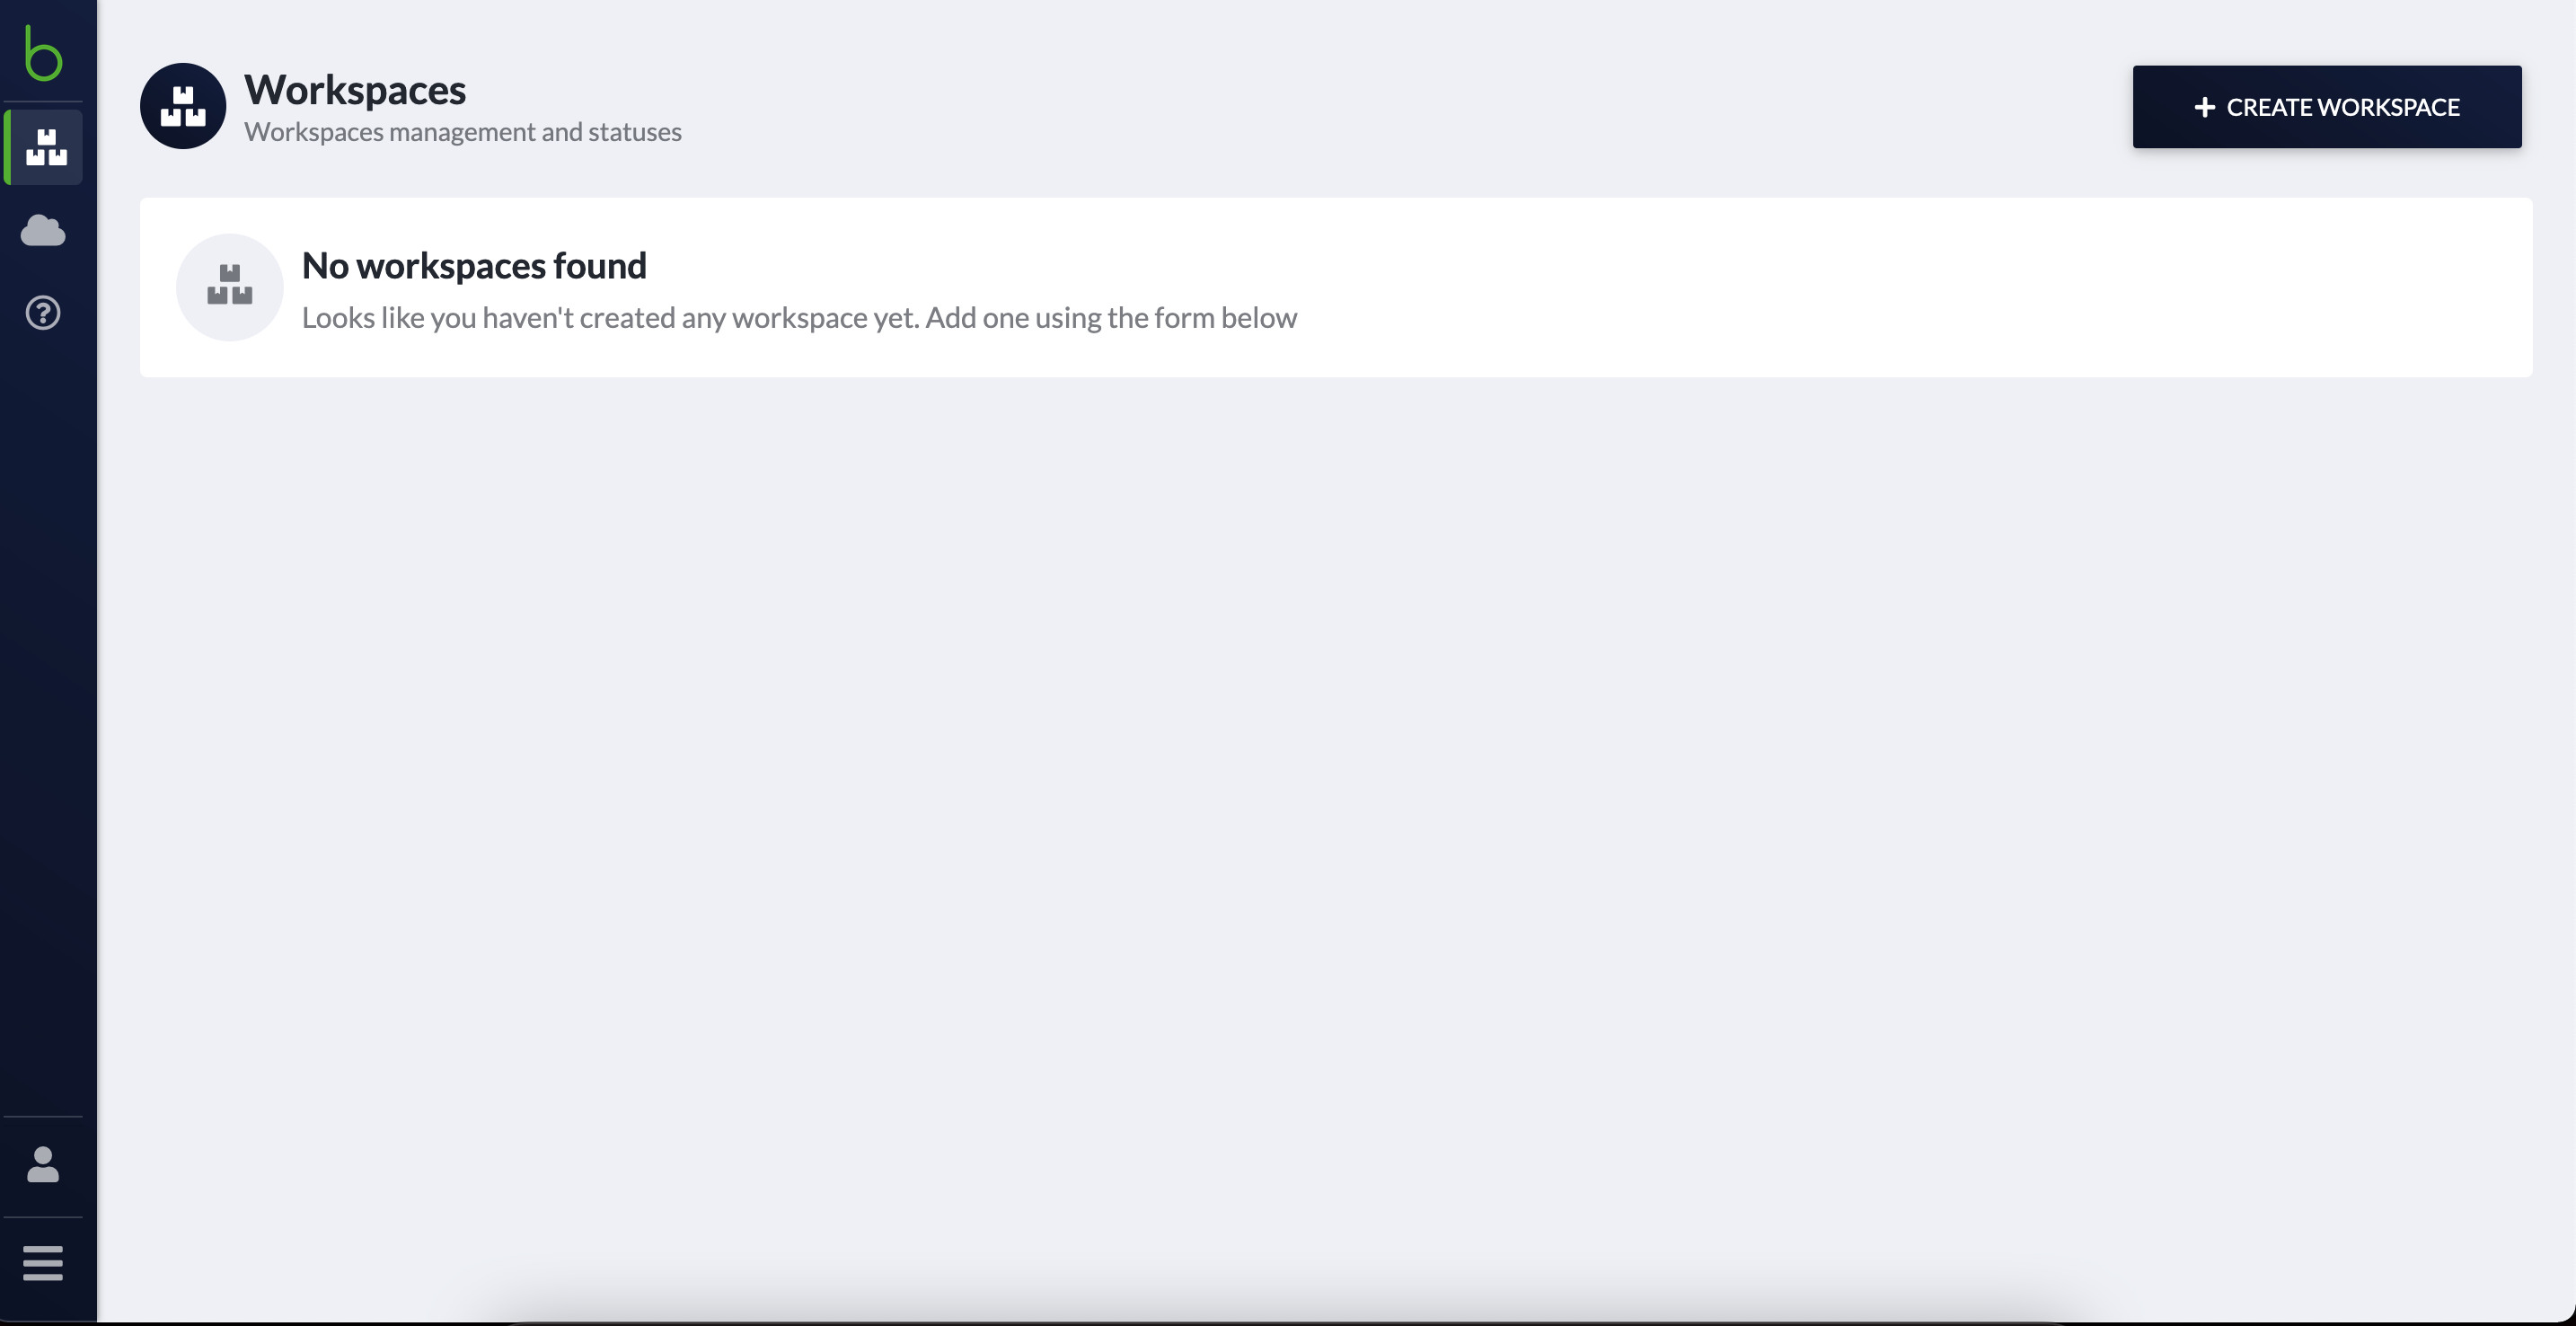 b
Workspaces
Workspaces management and statuses
+ CREATE WORKSPACE
No workspaces found
Looks like you haven't created any workspace yet. Add one using the form below